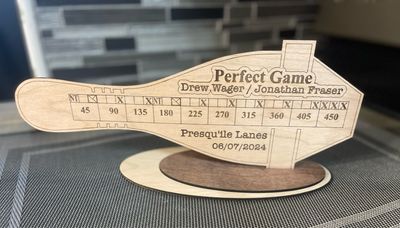 Perfect Game
Drew Wager / Jonathan Fraser
X X X X X X X X X X
45 90 135 180 225 270 315 360 405 450
Presqu'ile Lanes
06/07/2024